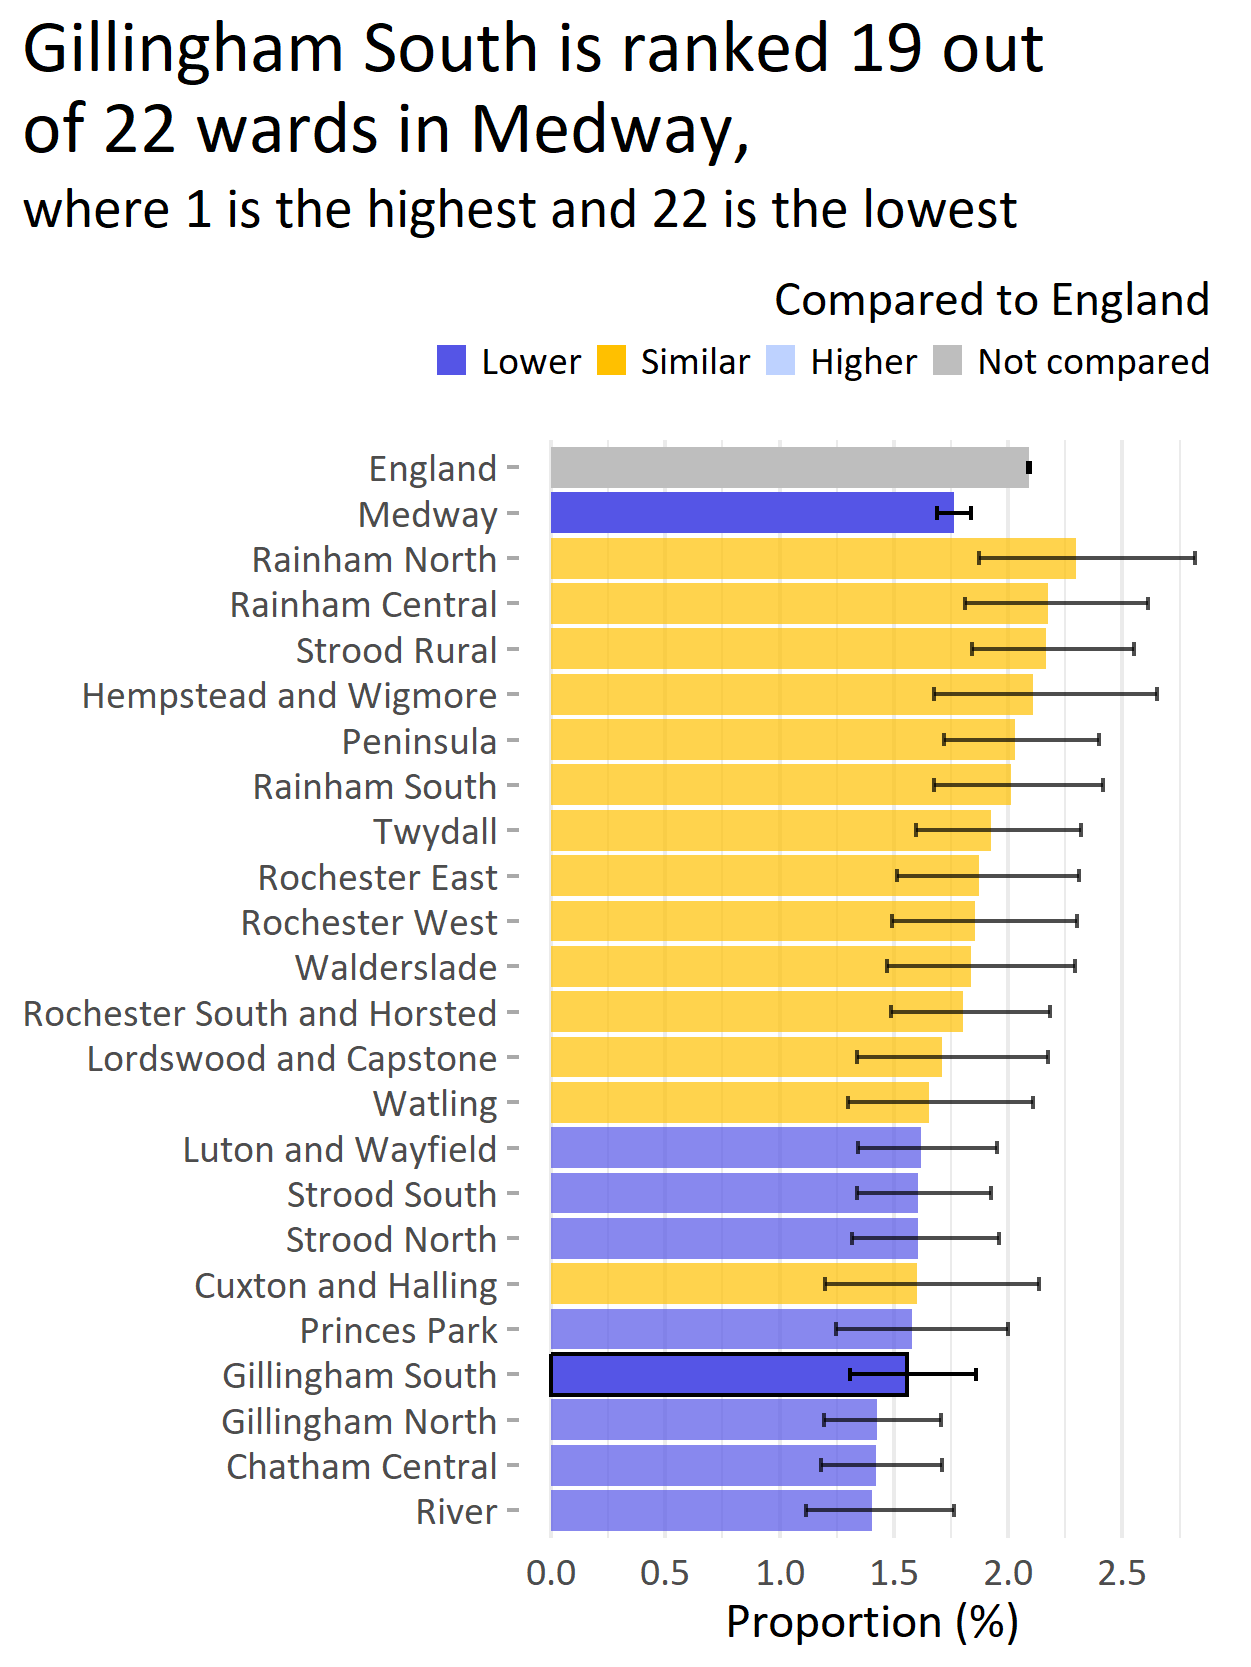 Gillingham South is ranked 19 out
of 22 wards in Medway,
where 1 is the highest and 22 is the lowest
Compared to England
Lower Similar Higher Not compared
England
Medway
Rainham North
Rainham Central
Strood Rural
Hempstead and Wigmore
Peninsula
Rainham South
Twydall
Rochester East
Rochester West
Walderslade
Rochester South and Horsted
Lordswood and Capstone
Watling
Luton and Wayfield
Strood South
Strood North
Cuxton and Halling
Princes Park
Gillingham South
Gillingham North
Chatham Central
River
0.0 0.5 1.0 1.5 2.0 2.5
Proportion (%)